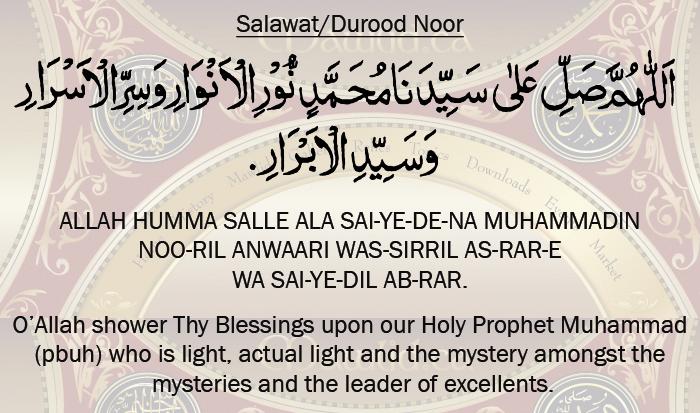 Salawat/Durood Noor
اَللّٰهُمَّ صَلِّ عَلٰى سَيِّدَنَا مُحَمَّدٍ نُّوْرِ الْاَنْوَارِ وَسِرِّ الْاَسْرَارِ
وَسَيِّدِ الْاَبْرَارِ.
ALLAH HUMMA SALLE ALA SAI-YE-DE-NA MUHAMMADIN
NOO-RIL ANWAARI WAS-SIRRIL AS-RAR-E
WA SAI-YE-DIL AB-RAR.
O’Allah shower Thy Blessings upon our Holy Prophet Muhammad
(pbuh) who is light, actual light and the mystery amongst the
mysteries and the leader of excellents.
Downloads
Market